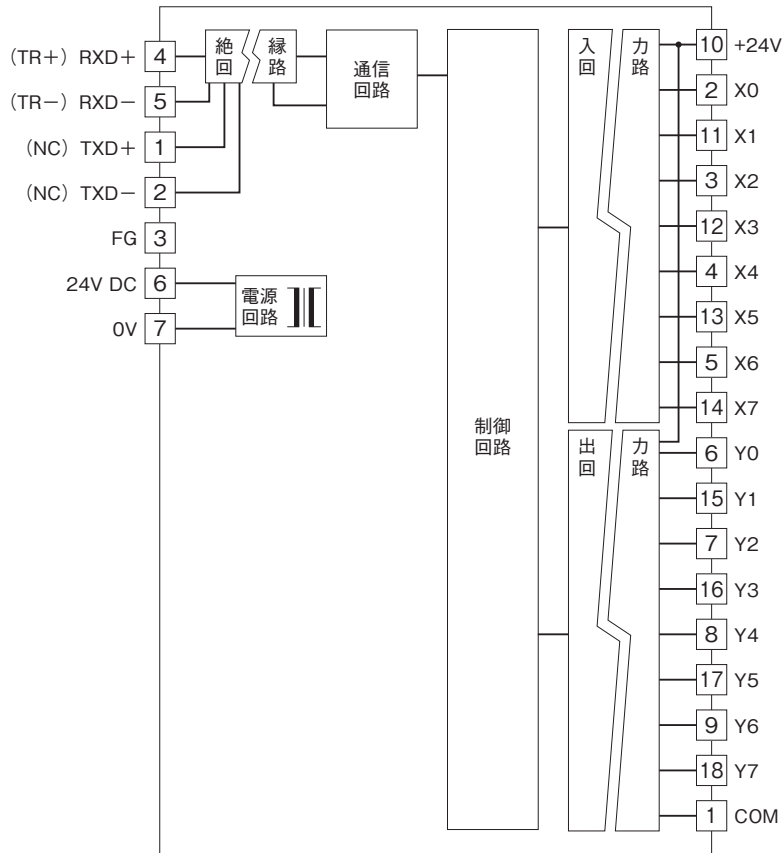 (TR+) RXD+ 4
(TR−) RXD− 5
(NC) TXD+ 1
(NC) TXD− 2
FG 3
24V DC 6
0V 7
絶 縁
回 路
通信
回路
電源
回路
制御
回路
入 力
回 路
出 力
回 路
10 +24V
2 X0
11 X1
3 X2
12 X3
4 X4
13 X5
5 X6
14 X7
6 Y0
15 Y1
7 Y2
16 Y3
8 Y4
17 Y5
9 Y6
18 Y7
1 COM